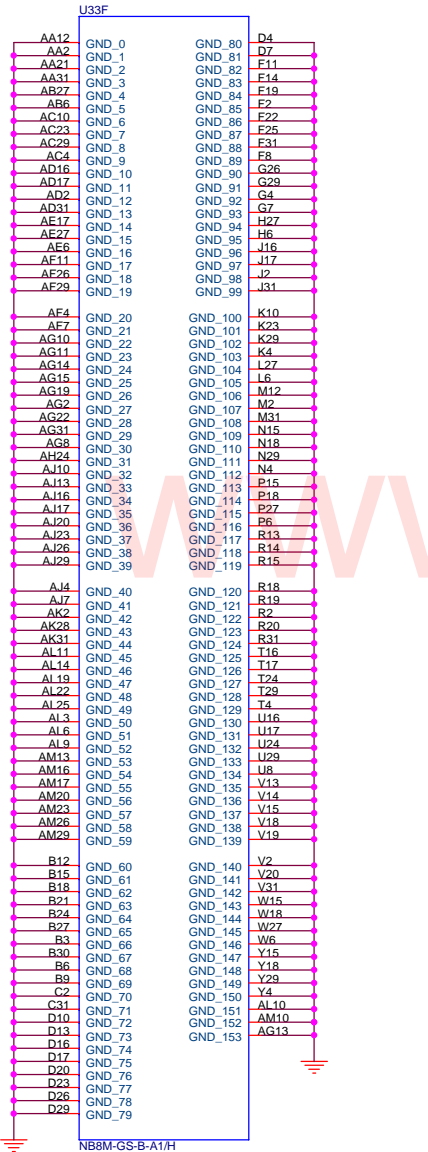 U33F
AA12 GND_0 GND_80 D4
AA2 GND_1 GND_81 D7
AA21 GND_2 GND_82 F11
AA31 GND_3 GND_83 F14
AB27 GND_4 GND_84 F19
AB6 GND_5 GND_85 F2
AC10 GND_6 GND_86 F22
AC23 GND_7 GND_87 F25
AC29 GND_8 GND_88 F31
AC4 GND_9 GND_89 F8
AD16 GND_10 GND_90 G26
AD17 GND_11 GND_91 G29
AD2 GND_12 GND_92 G4
AD31 GND_13 GND_93 G7
AE17 GND_14 GND_94 H27
AE27 GND_15 GND_95 H6
AE6 GND_16 GND_96 J16
AF11 GND_17 GND_97 J17
AF26 GND_18 GND_98 J2
AF29 GND_19 GND_99 J31
AF4 GND_20 GND_100 K10
AF7 GND_21 GND_101 K23
AG10 GND_22 GND_102 K29
AG11 GND_23 GND_103 K4
AG14 GND_24 GND_104 L27
AG15 GND_25 GND_105 L6
AG19 GND_26 GND_106 M12
AG2 GND_27 GND_107 M2
AG22 GND_28 GND_108 M31
AG31 GND_29 GND_109 N15
AG8 GND_30 GND_110 N18
AH24 GND_31 GND_111 N29
AJ10 GND_32 GND_112 N4
AJ13 GND_33 GND_113 P15
AJ16 GND_34 GND_114 P18
AJ17 GND_35 GND_115 P27
AJ20 GND_36 GND_116 P6
AJ23 GND_37 GND_117 R13
AJ26 GND_38 GND_118 R14
AJ29 GND_39 GND_119 R15
AJ4 GND_40 GND_120 R18
AJ7 GND_41 GND_121 R19
AK2 GND_42 GND_122 R2
AK28 GND_43 GND_123 R20
AK31 GND_44 GND_124 R31
AL11 GND_45 GND_125 T16
AL14 GND_46 GND_126 T17
AL19 GND_47 GND_127 T24
AL22 GND_48 GND_128 T29
AL25 GND_49 GND_129 T4
AL3 GND_50 GND_130 U16
AL6 GND_51 GND_131 U17
AL9 GND_52 GND_132 U24
AM13 GND_53 GND_133 U29
AM16 GND_54 GND_134 U8
AM17 GND_55 GND_135 V13
AM20 GND_56 GND_136 V14
AM23 GND_57 GND_137 V15
AM26 GND_58 GND_138 V18
AM29 GND_59 GND_139 V19
B12 GND_60 GND_140 V2
B15 GND_61 GND_141 V20
B18 GND_62 GND_142 V31
B21 GND_63 GND_143 W15
B24 GND_64 GND_144 W18
B27 GND_65 GND_145 W27
B3 GND_66 GND_146 W6
B30 GND_67 GND_147 Y15
B6 GND_68 GND_148 Y18
B9 GND_69 GND_149 Y29
C2 GND_70 GND_150 Y4
C31 GND_71 GND_151 AL10
D10 GND_72 GND_152 AM10
D13 GND_73 GND_153 AG13
D16 GND_74
D17 GND_75
D20 GND_76
D23 GND_77
D26 GND_78
D29 GND_79
NB8M-GS-B-A1/H